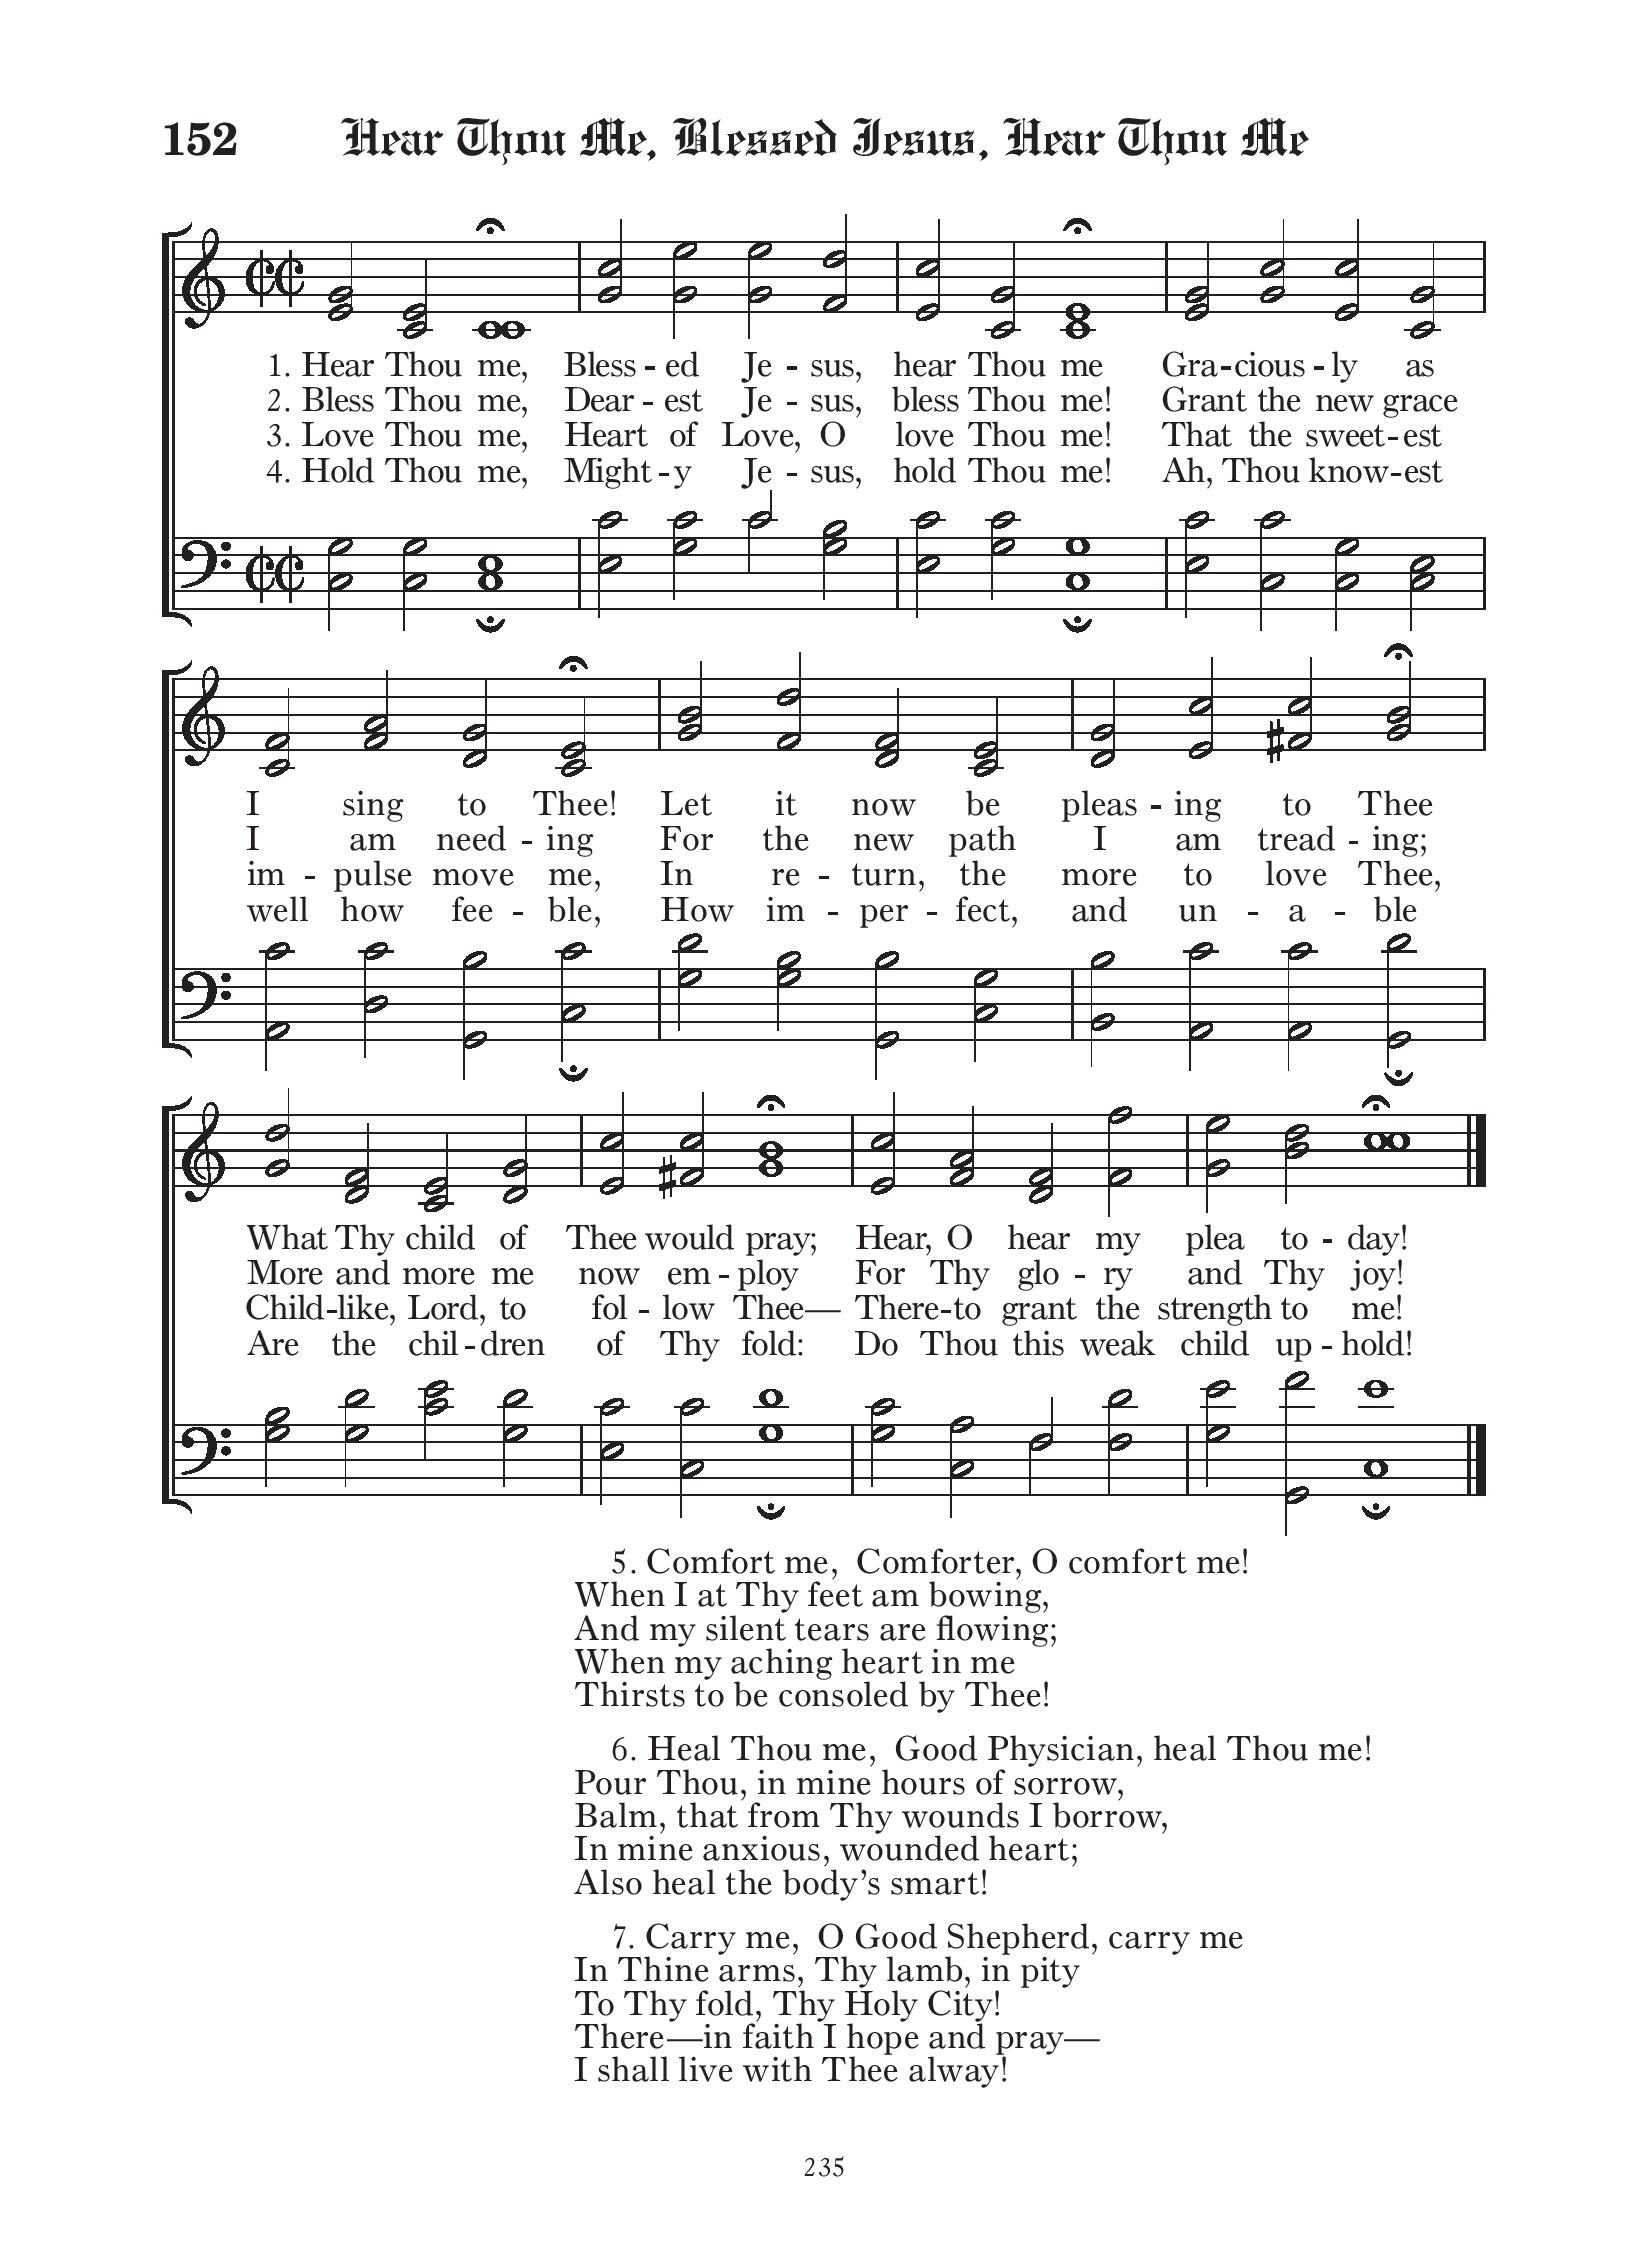 152 Hear Thou Me, Blessed Jesus, Hear Thou Me
1. Hear Thou me, Bless - ed Je - sus, hear Thou me Gra - cious - ly as
2. Bless Thou me, Dear - est Je - sus, bless Thou me! Grant the new grace
3. Love Thou me, Heart of Love, O love Thou me! That the sweet - est
4. Hold Thou me, Might - y Je - sus, hold Thou me! Ah, Thou know - est
I sing to Thee! Let it now be pleas - ing to Thee
I am need - ing For the new path I am tread - ing;
im - pulse move me, In re - turn, the more to love Thee,
well how fee - ble, How im - per - fect, and un - a - ble
What Thy child of Thee would pray; Hear, O hear my plea to - day!
More and more me now em - ploy For Thy glo - ry and Thy joy!
Child - like, Lord, to fol - low Thee— There - to grant the strength to me!
Are the chil - dren of Thy fold: Do Thou this weak child up - hold!
5. Comfort me, Comforter, O comfort me!
When I at Thy feet am bowing,
And my silent tears are flowing;
When my aching heart in me
Thirsts to be consoled by Thee!
6. Heal Thou me, Good Physician, heal Thou me!
Pour Thou, in mine hours of sorrow,
Balm, that from Thy wounds I borrow,
In mine anxious, wounded heart;
Also heal the body’s smart!
7. Carry me, O Good Shepherd, carry me
In Thine arms, Thy lamb, in pity
To Thy fold, Thy Holy City!
There—in faith I hope and pray—
I shall live with Thee alway!
235